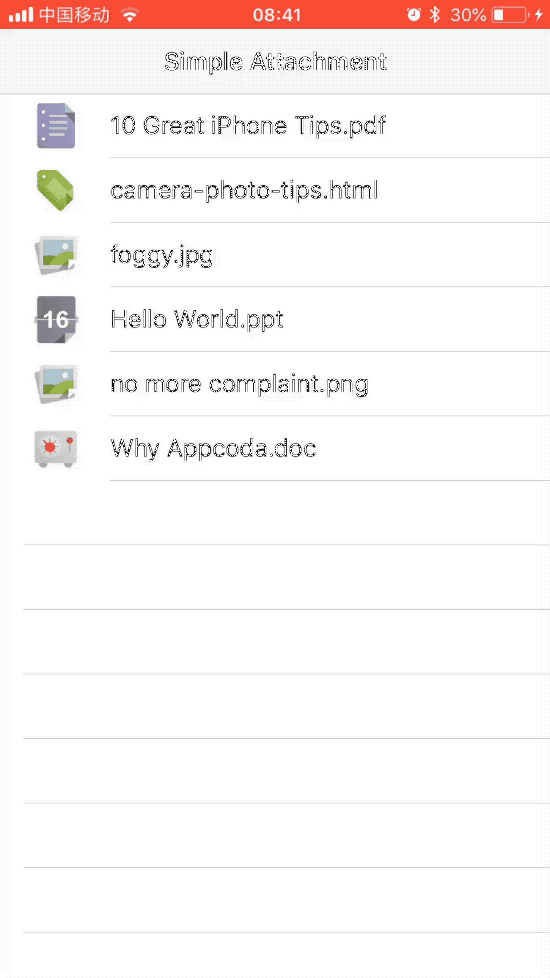 中国移动 08:41 30%
Simple Attachment
10 Great iPhone Tips.pdf
camera-photo-tips.html
foggy.jpg
16 Hello World.ppt
no more complaint.png
Why Appcoda.doc